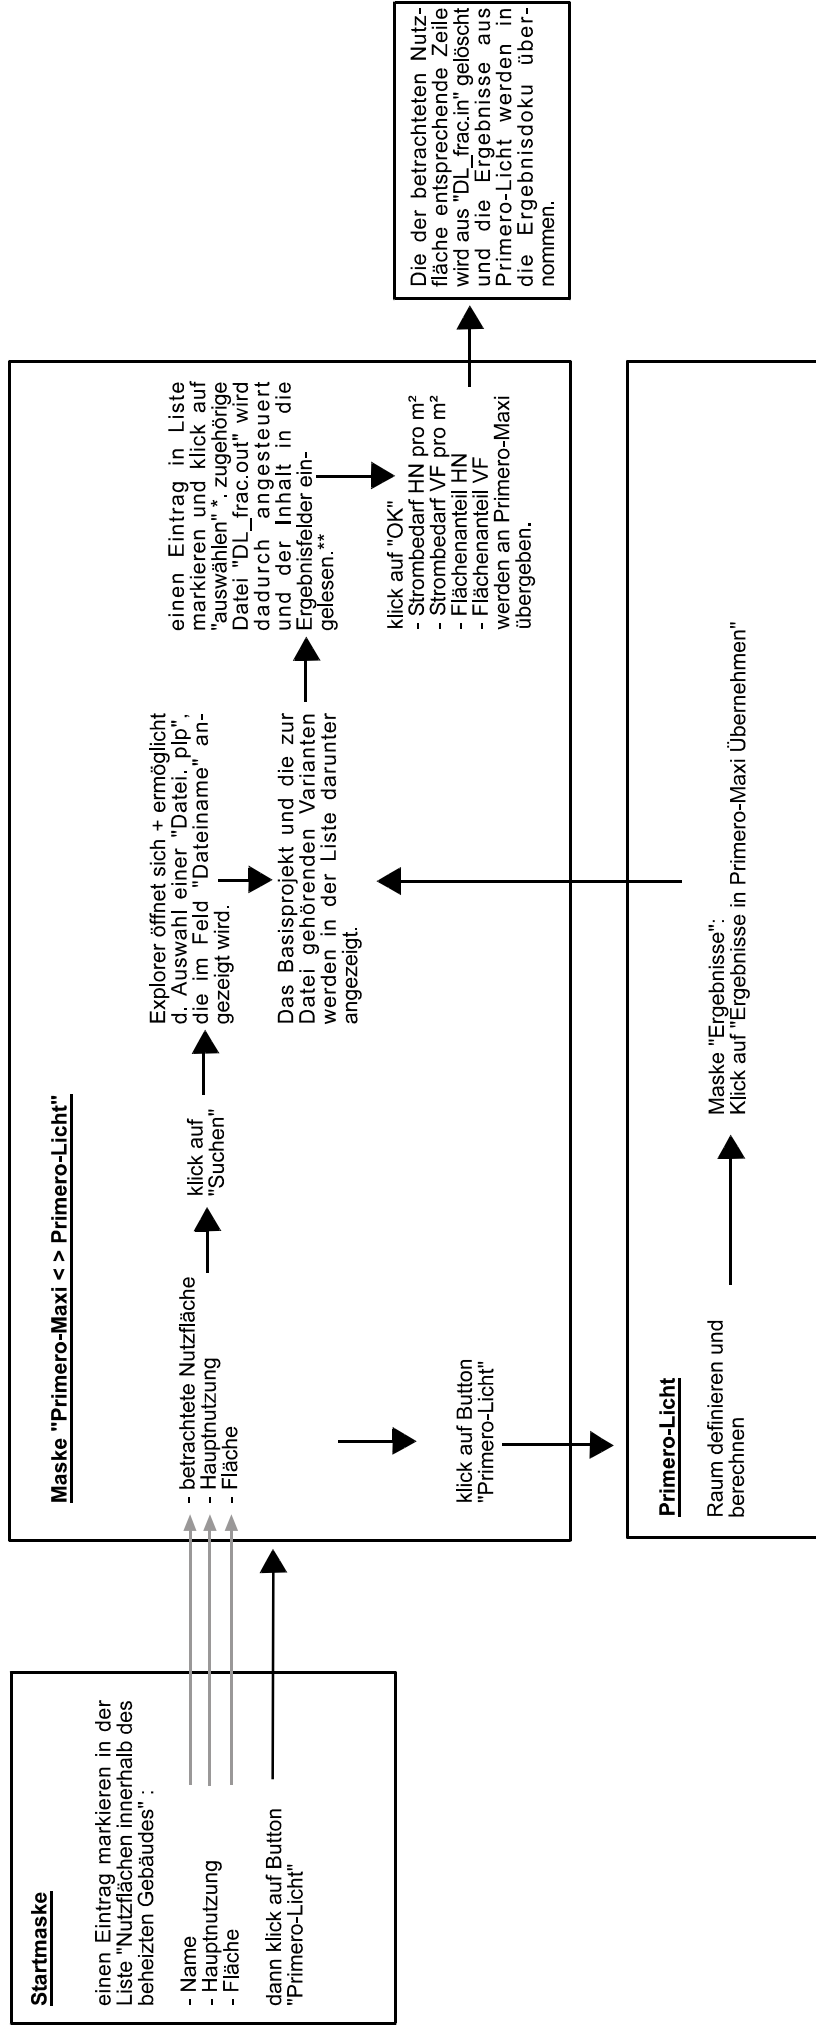 Startmaske
einen Eintrag markieren in der
Liste "Nutzflächen innerhalb des
beheizten Gebäudes" :
- Name
- Hauptnutzung
- Fläche
dann klick auf Button
"Primero-Licht"
Maske "Primero-Maxi < > Primero-Licht"
- betrachtete Nutzfläche
- Hauptnutzung
- Fläche
klick auf
"Suchen"
Explorer öffnet sich + ermöglicht
d. Auswahl einer "Datei. plp",
die im Feld "Dateiname" an-
gezeigt wird.
Das Basisprojekt und die zur
Datei gehörenden Varianten
werden in der Liste darunter
angezeigt.
einen Eintrag in Liste
markieren und klick auf
"auswählen" *. zugehörige
Datei "DL_frac.out" wird
dadurch angesteuert
und der Inhalt in die
Ergebnisfelder ein-
gelesen.**
klick auf "OK"
- Strombedarf HN pro m²
- Strombedarf VF pro m²
- Flächenanteil HN
- Flächenanteil VF
werden an Primero-Maxi
übergeben.
klick auf Button
"Primero-Licht"
Die der betrachteten Nutz-
fläche entsprechende Zeile
wird aus "DL_frac.in" gelöscht
und die Ergebnisse aus
Primero-Licht werden in
die Ergebnisdoku über-
nommen.
Primero-Licht
Raum definieren und
berechnen
Maske "Ergebnisse":
Klick auf "Ergebnisse in Primero-Maxi Übernehmen"